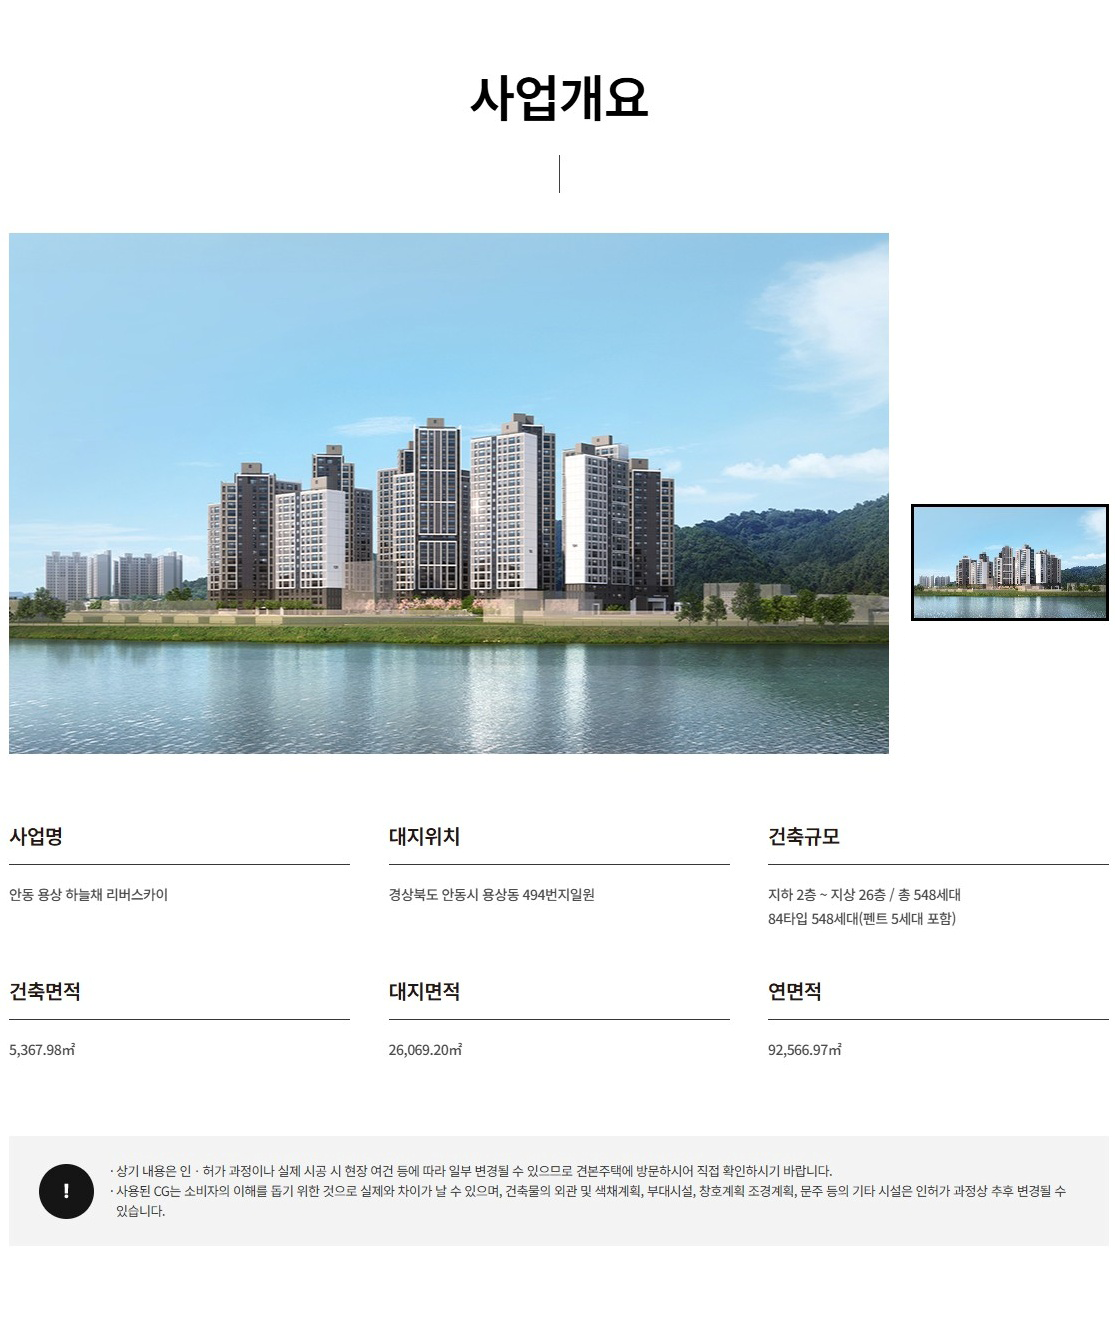 사업개요
사업명
안동 용상 하늘채 리버스카이
대지위치
경상북도 안동시 용상동 494번지일원
건축규모
지하 2층 ~ 지상 26층 / 총 548세대
84타입 548세대(펜트 5세대 포함)
건축면적
5,367.98㎡
대지면적
26,069.20㎡
연면적
92,566.97㎡
!
· 상기 내용은 인 · 허가 과정이나 실제 시공 시 현장 여건 등에 따라 일부 변경될 수 있으므로 견본주택에 방문하시어 직접 확인하시기 바랍니다.
· 사용된 CG는 소비자의 이해를 돕기 위한 것으로 실제와 차이가 날 수 있으며, 건축물의 외관 및 색채계획, 부대시설, 창호계획 조경계획, 문주 등의 기타 시설은 인허가 과정상 추후 변경될 수
있습니다.